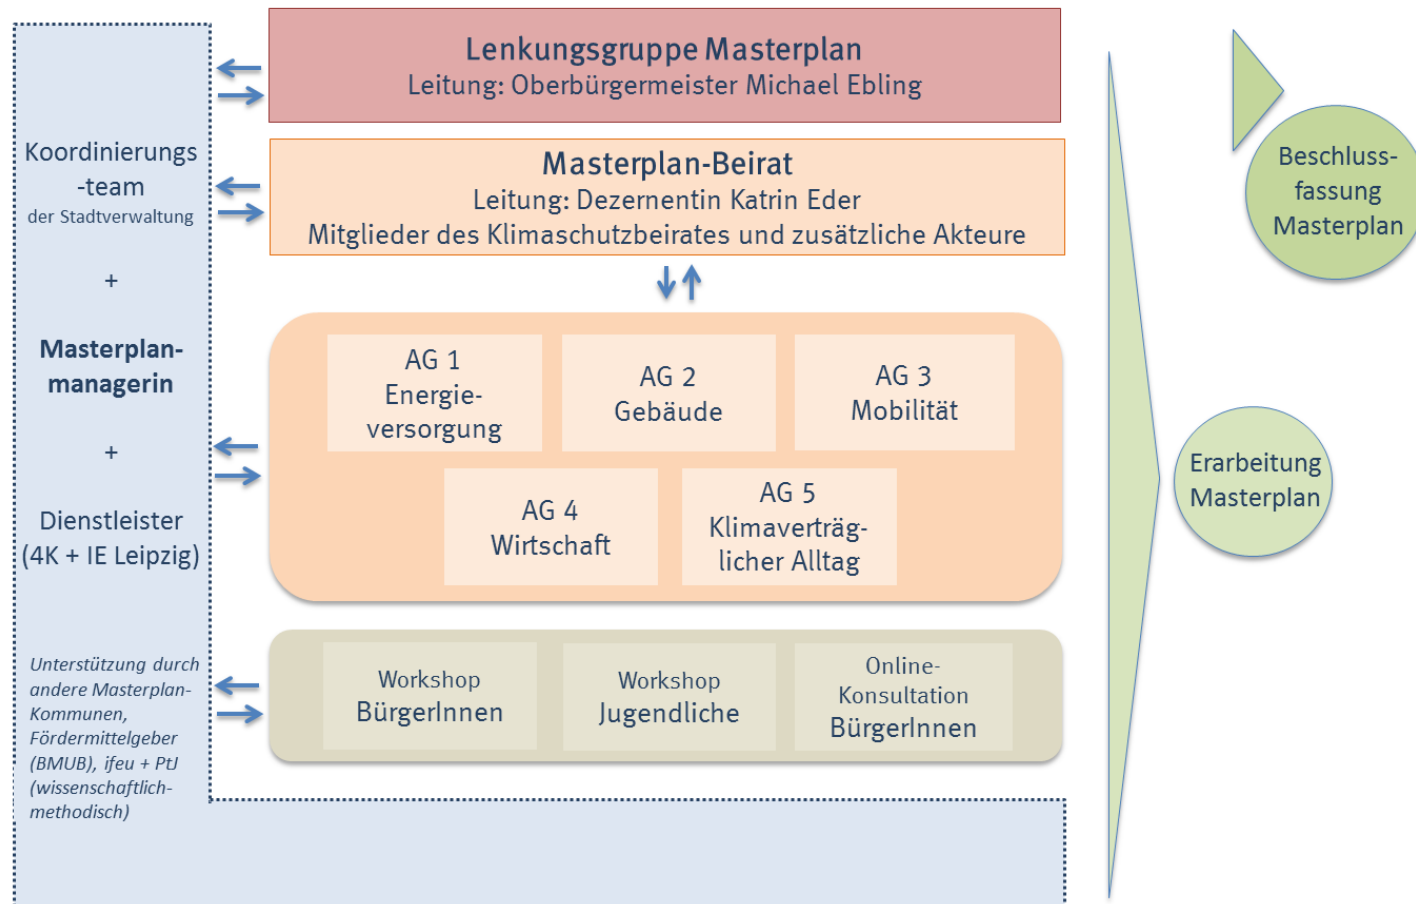 Lenkungsgruppe Masterplan
Leitung: Oberbürgermeister Michael Ebling
Koordinierungs
-team
der Stadtverwaltung
+
Masterplan-
managerin
+
Dienstleister
(4K + IE Leipzig)
Unterstützung durch
andere Masterplan-
Kommunen,
Fördermittelgeber
(BMUB), ifeu + PtJ
(wissenschaftlich-
methodisch)
Masterplan-Beirat
Leitung: Dezernentin Katrin Eder
Mitglieder des Klimaschutzbeirates und zusätzliche Akteure
AG 1
Energie-
versorgung
AG 2
Gebäude
AG 3
Mobilität
AG 4
Wirtschaft
AG 5
Klimaverträg-
licher Alltag
Workshop
BürgerInnen
Workshop
Jugendliche
Online-
Konsultation
BürgerInnen
Beschluss-
fassung
Masterplan
Erarbeitung
Masterplan